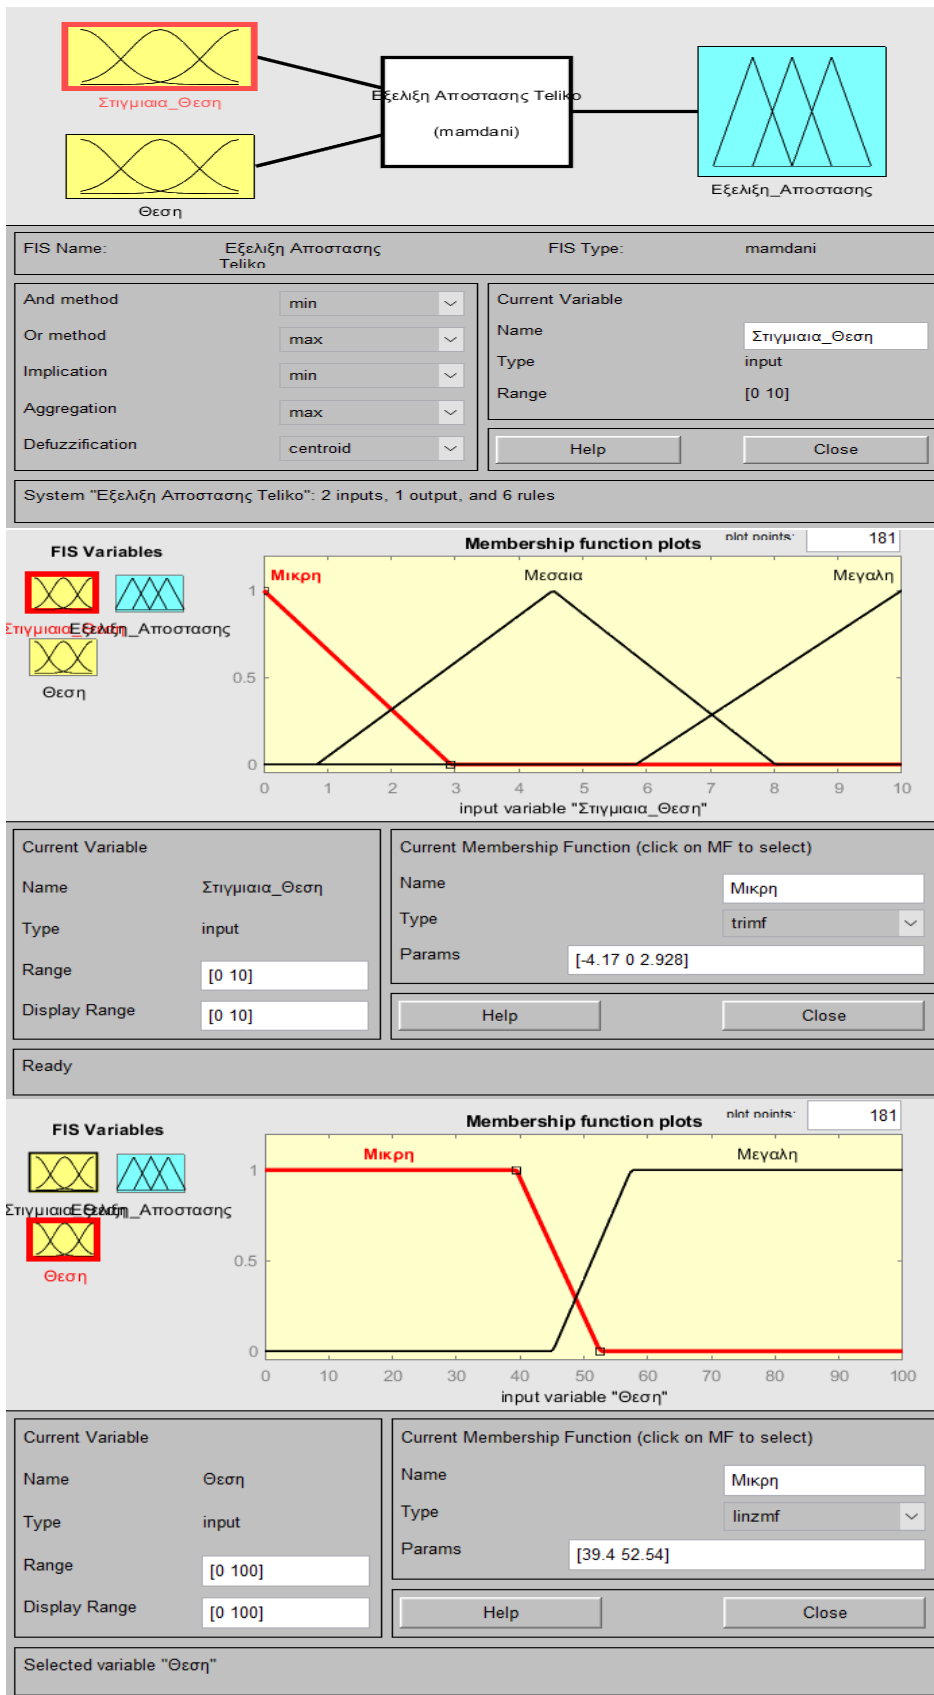 Στιγμιαια_Θεση
Εξελιξη Αποστασης Teliko
(mamdani)
Θεση
Εξελιξη_Αποστασης
FIS Name: Εξελιξη Αποστασης Teliko FIS Type: mamdani
And method min
Or method max
Implication min
Aggregation max
Defuzzification centroid
Current Variable
Name Στιγμιαια_Θεση
Type input
Range [0 10]
Help Close
System "Εξελιξη Αποστασης Teliko": 2 inputs, 1 output, and 6 rules
FIS Variables
Στιγμιαια_Θεση Εξελιξη_Αποστασης
Θεση
Membership function plots plot points: 181
Μικρη Μεσαια Μεγαλη
1
0.5
0
0 1 2 3 4 5 6 7 8 9 10
input variable "Στιγμιαια_Θεση"
Current Variable
Name Στιγμιαια_Θεση
Type input
Range [0 10]
Display Range [0 10]
Current Membership Function (click on MF to select)
Name Μικρη
Type trimf
Params [-4.17 0 2.928]
Help Close
Ready
FIS Variables
Στιγμιαια_Θεση Εξελιξη_Αποστασης
Θεση
Membership function plots plot points: 181
Μικρη Μεγαλη
1
0.5
0
0 10 20 30 40 50 60 70 80 90 100
input variable "Θεση"
Current Variable
Name Θεση
Type input
Range [0 100]
Display Range [0 100]
Current Membership Function (click on MF to select)
Name Μικρη
Type linzmf
Params [39.4 52.54]
Help Close
Selected variable "Θεση"